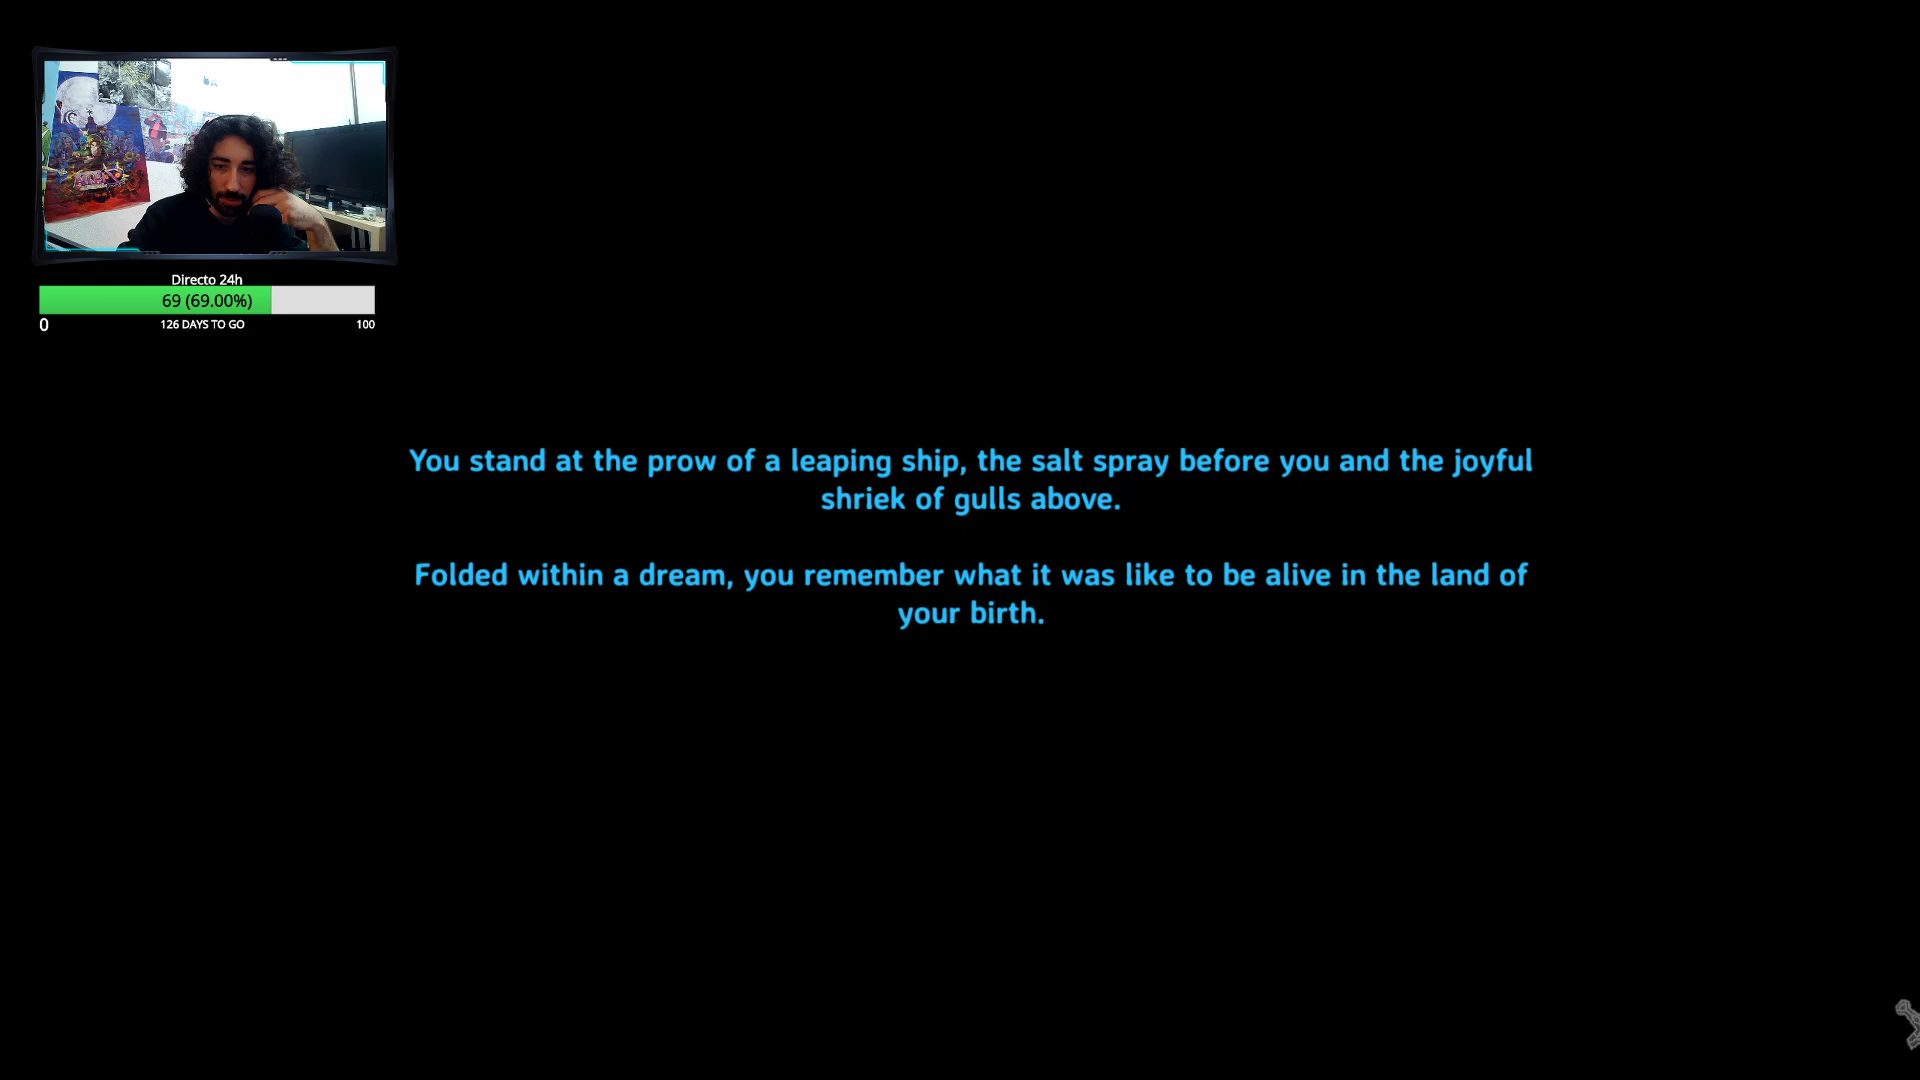 Directo 24h
69 (69.00%)
0 126 DAYS TO GO 100
You stand at the prow of a leaping ship, the salt spray before you and the joyful
shriek of gulls above.
Folded within a dream, you remember what it was like to be alive in the land of
your birth.